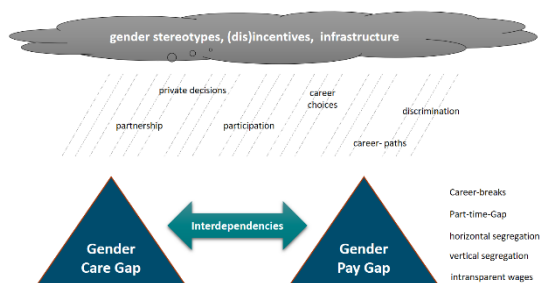 gender stereotypes, (dis)incentives, infrastructure
private decisions
career
choices
discrimination
partnership
participation
career- paths
Career-breaks
Part-time-Gap
Interdependencies
horizontal segregation
Gender
Care Gap
Gender
Pay Gap
vertical segregation
intransparent wages